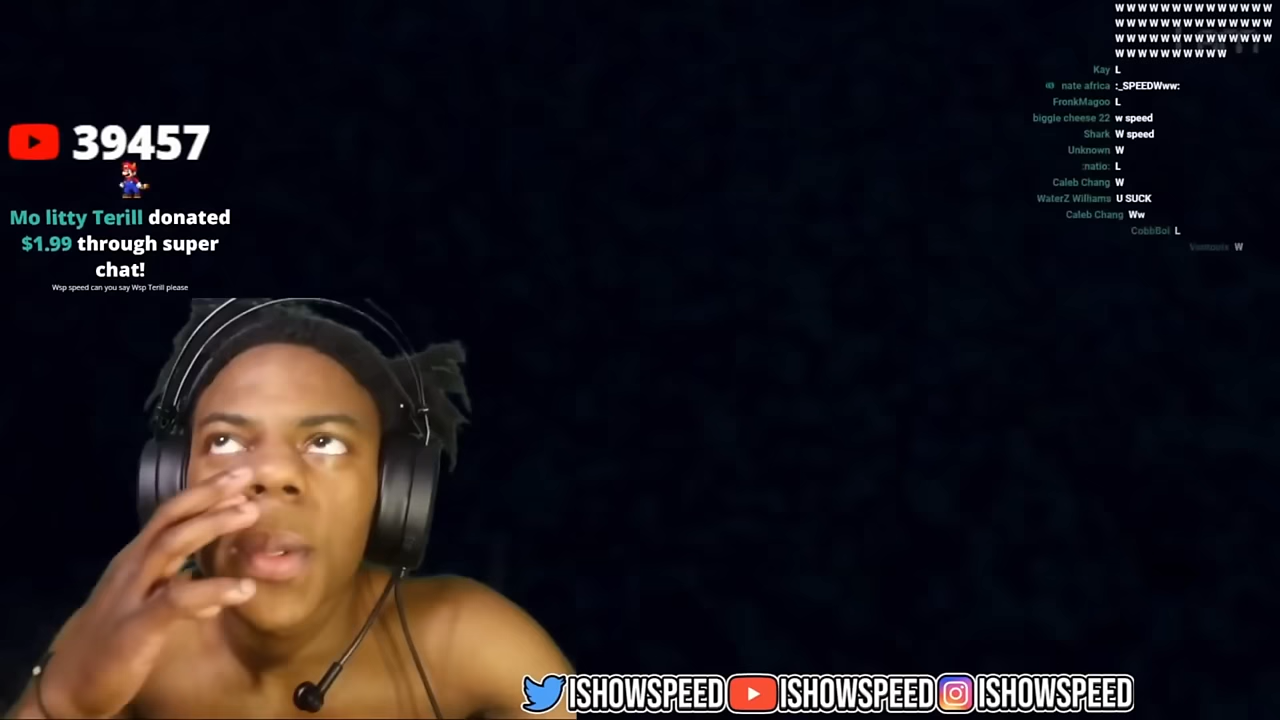 W W W W W W W W W W W W W W
W W W W W W W W W W W W W W
W W W W W W W W W W W W W W
W W W W W W W W W W
Kay L
nate africa :_SPEEDWww:
FronkMagoo L
biggie cheese 22 w speed
Shark W speed
Unknown W
:natio: L
Caleb Chang W
WaterZ Williams U SUCK
Caleb Chang Ww
CobbBoi L
W
39457
Mo litty Terill donated
$1.99 through super
chat!
Wsp speed can you say Wsp Terill please
ISHOWSPEED ISHOWSPEED ISHOWSPEED